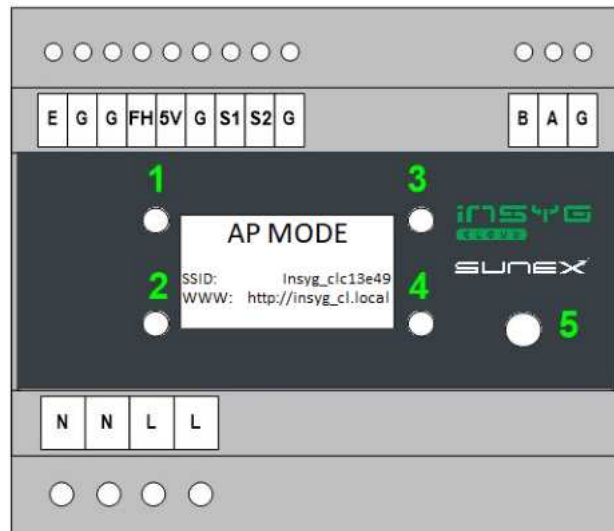 E G G FH 5V G S1 S2 G
B A G
1
3
AP MODE
insyg
CLOUD
SUNEX
SSID: Insyg_clc13e49
2
4
WWW: http://insyg_cl.local
5
N N L L